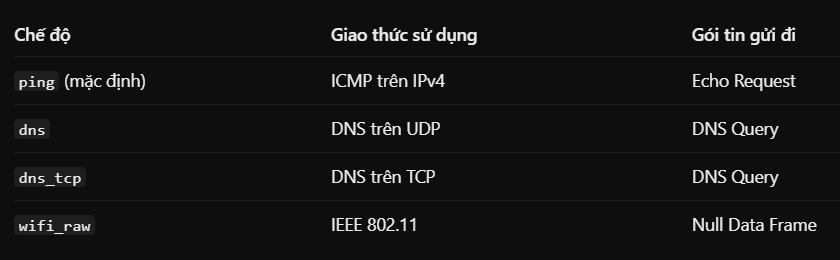 Chế độ Giao thức sử dụng Gói tin gửi đi
ping (mặc định) ICMP trên IPv4 Echo Request
dns DNS trên UDP DNS Query
dns_tcp DNS trên TCP DNS Query
wifi_raw IEEE 802.11 Null Data Frame